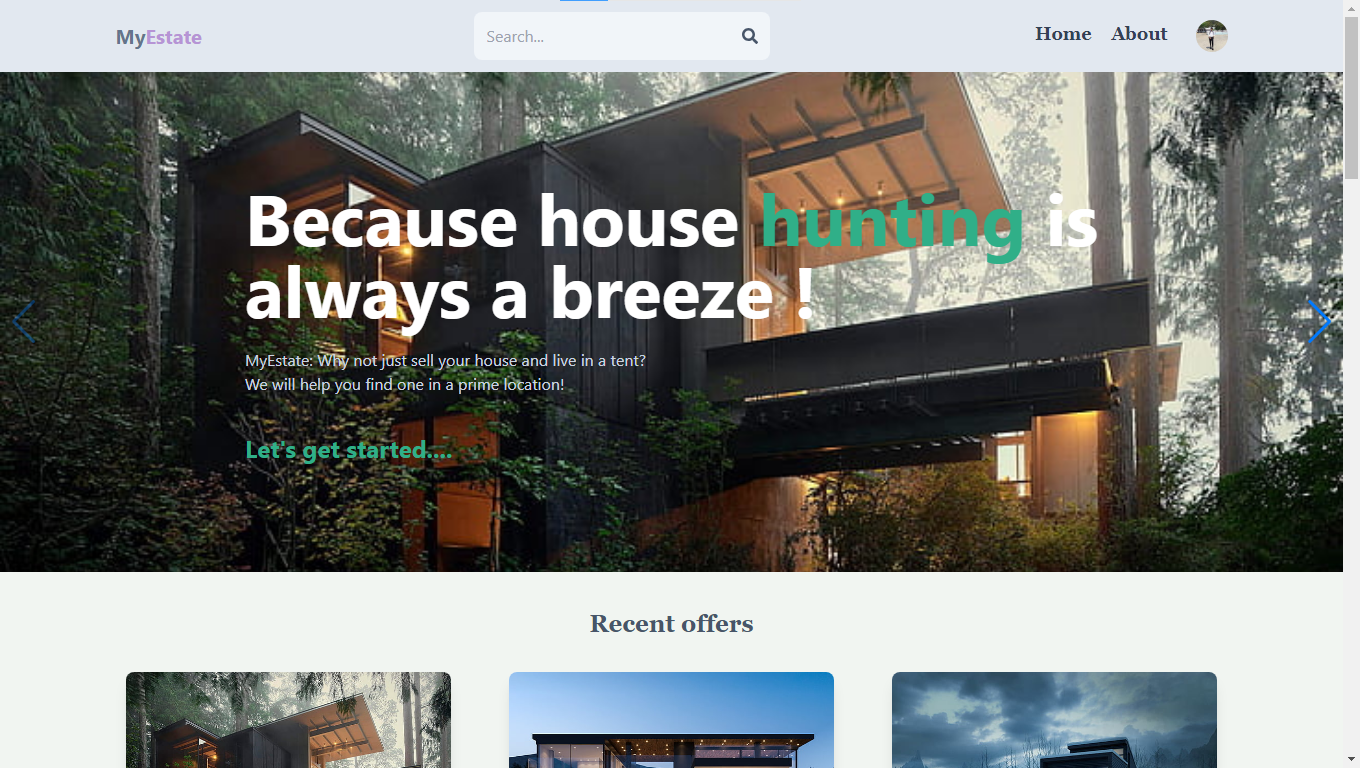 MyEstate
Search...
Home
About
Because house hunting is
always a breeze !
MyEstate: Why not just sell your house and live in a tent?
We will help you find one in a prime location!
Let's get started....
Recent offers